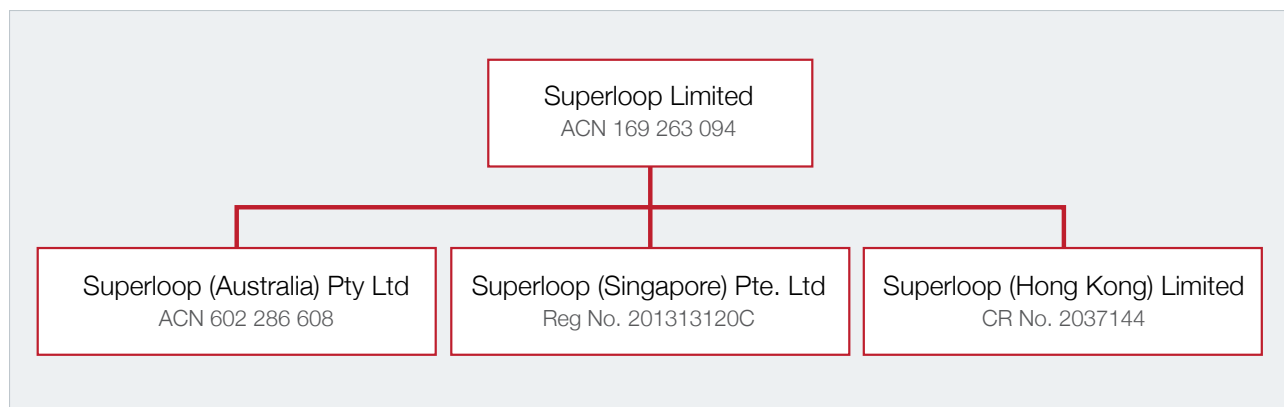 Superloop Limited
ACN 169 263 094
Superloop (Australia) Pty Ltd
ACN 602 286 608
Superloop (Singapore) Pte. Ltd
Reg No. 201313120C
Superloop (Hong Kong) Limited
CR No. 2037144